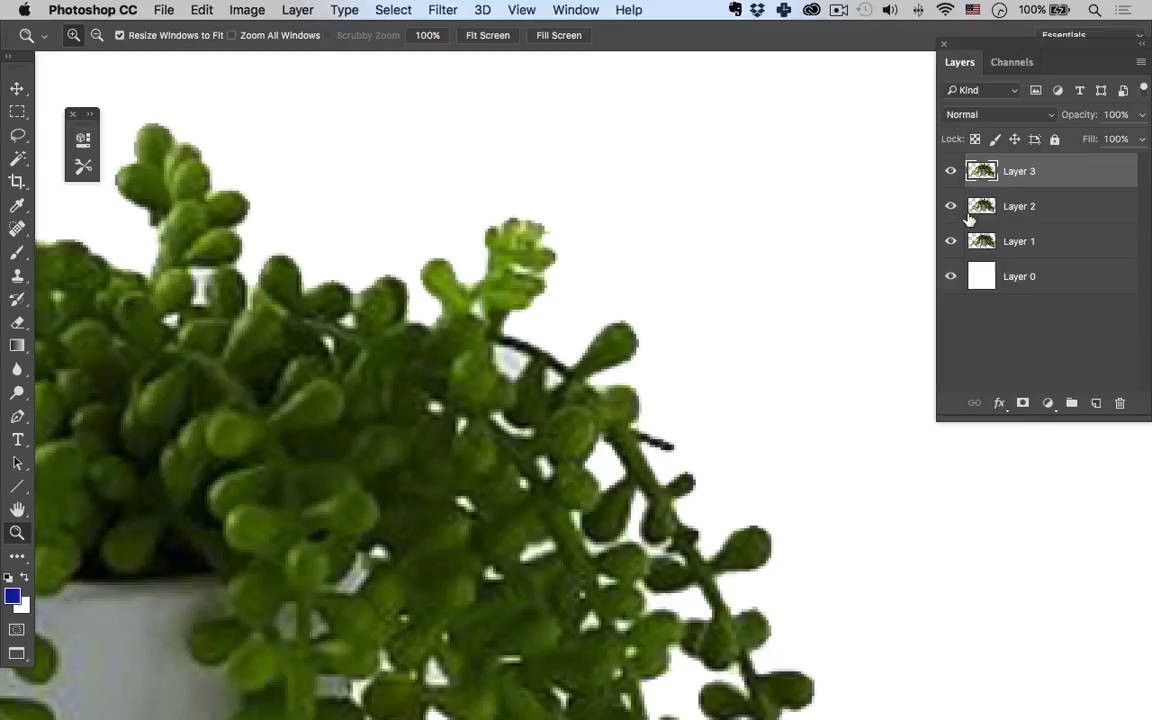 Photoshop CC File Edit Image Layer Type Select Filter 3D View Window Help 100%
Resize Windows to Fit Zoom All Windows Scrubby Zoom 100% Fit Screen Fill Screen Essentials
Layers Channels
Kind
Normal Opacity: 100%
Lock: Fill: 100%
Layer 3
Layer 2
Layer 1
Layer 0
fx